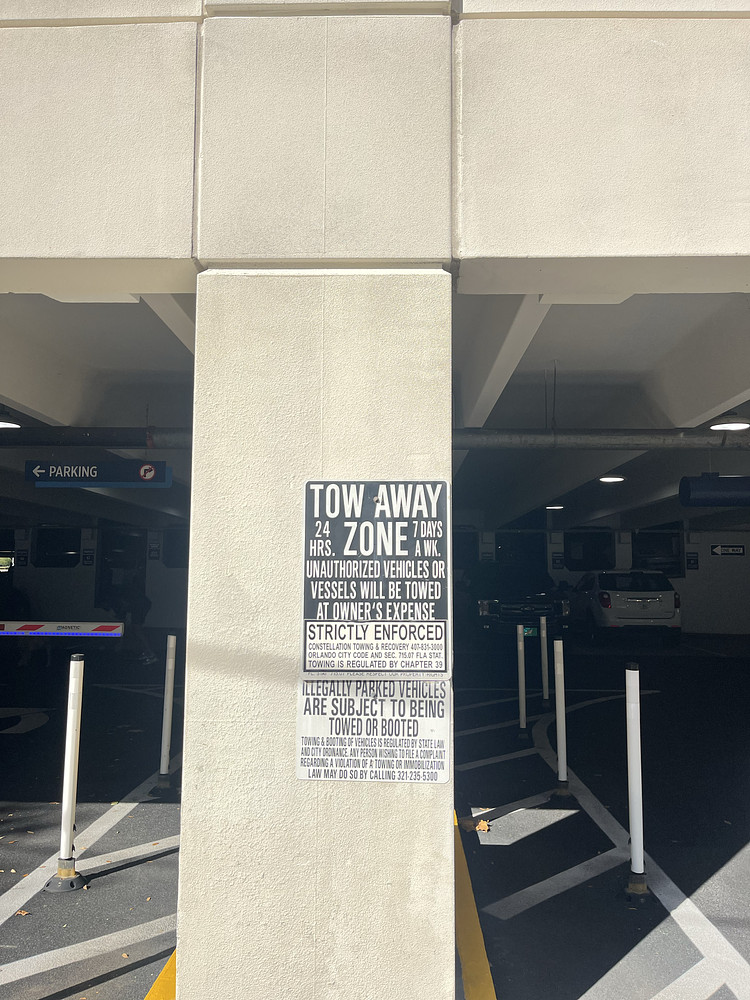 ← PARKING
TOW AWAY
24 HRS. ZONE 7 DAYS A WK.
UNAUTHORIZED VEHICLES OR
VESSELS WILL BE TOWED
AT OWNER'S EXPENSE
STRICTLY ENFORCED
CONSTELLATION TOWING & RECOVERY 407-831-3000
ORLANDO CITY CODE AND SEC. 715.07 FLA STAT.
TOWING IS REGULATED BY CHAPTER 39
ILLEGALLY PARKED VEHICLES
ARE SUBJECT TO BEING
TOWED OR BOOTED
TOWING & BOOTING OF VEHICLES IS REGULATED BY STATE LAW
AND CITY ORDINANCE. ANY PERSON WISHING TO FILE A COMPLAINT
REGARDING A VIOLATION OF A TOWING OR IMMOBILIZATION
LAW MAY DO SO BY CALLING 321-235-5300